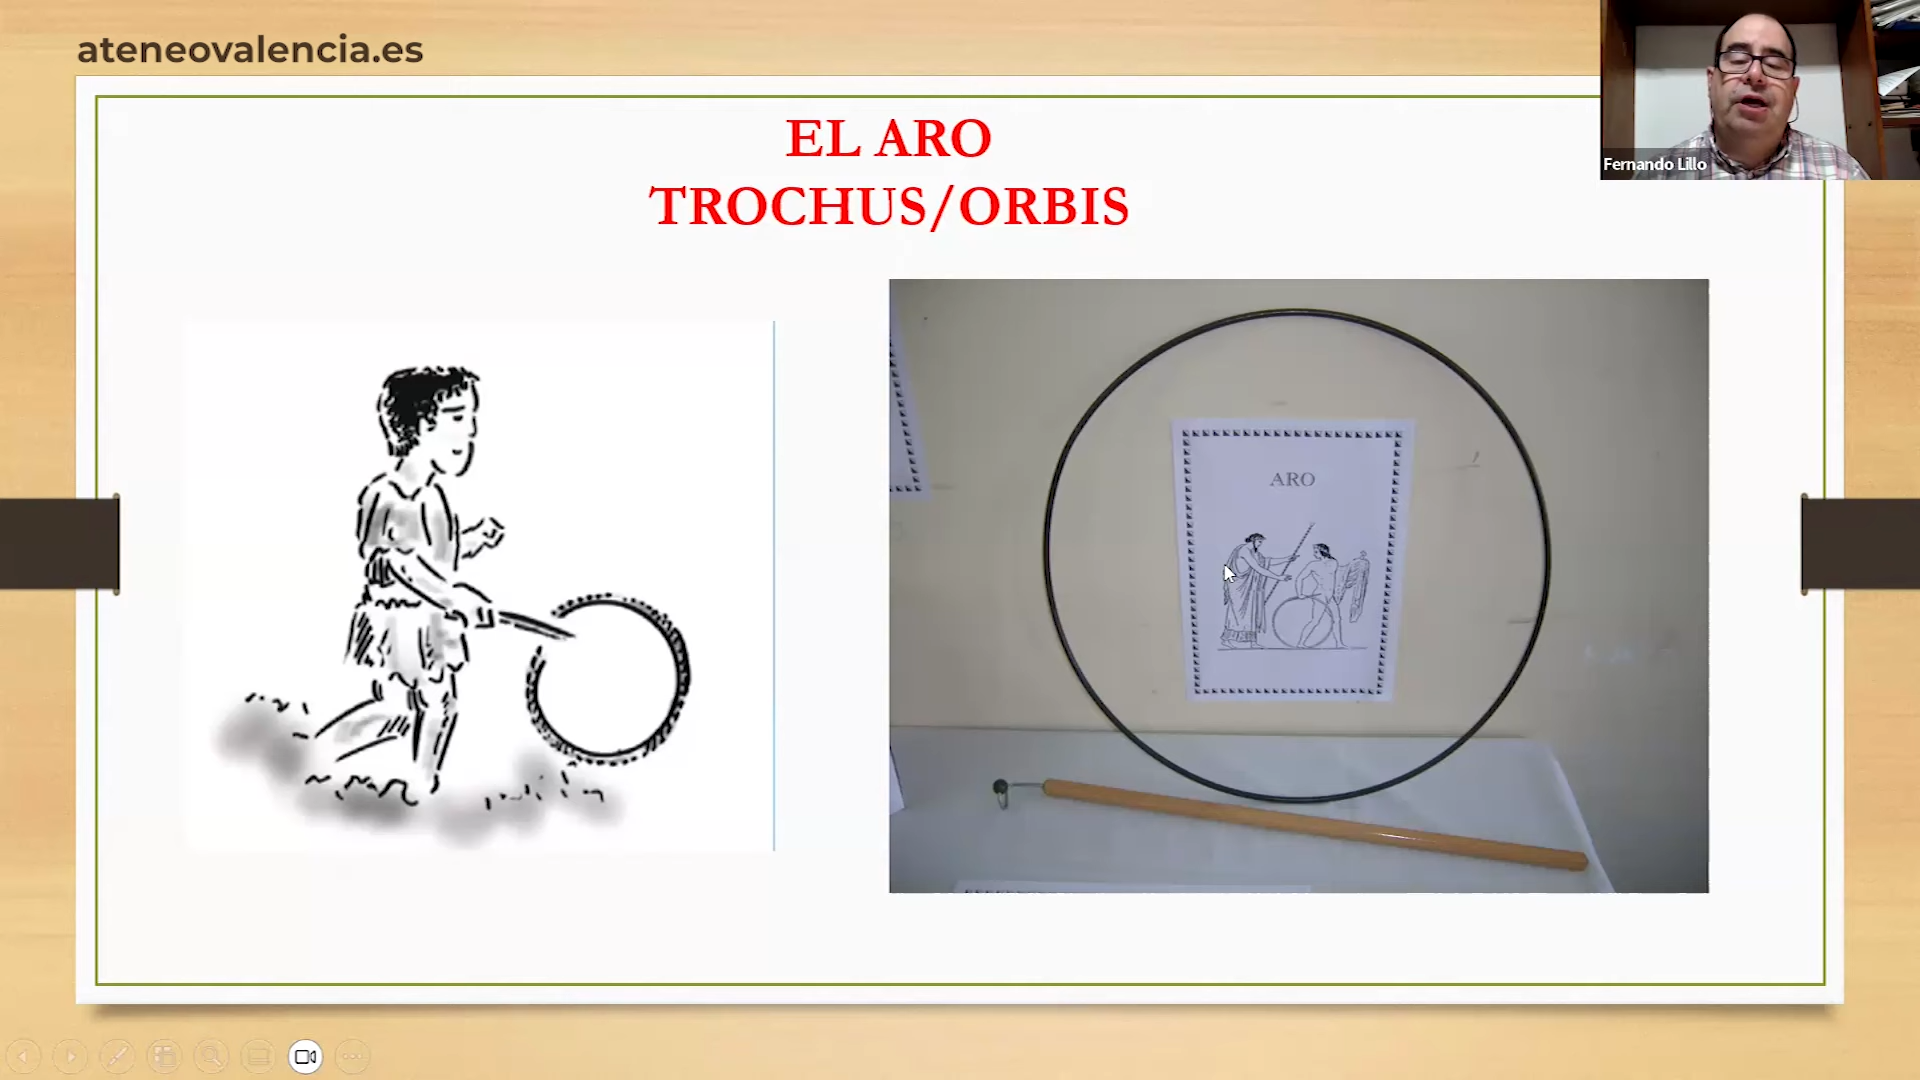 ateneovalencia.es
Fernando Lillo
EL ARO
TROCHUS/ORBIS
ARO